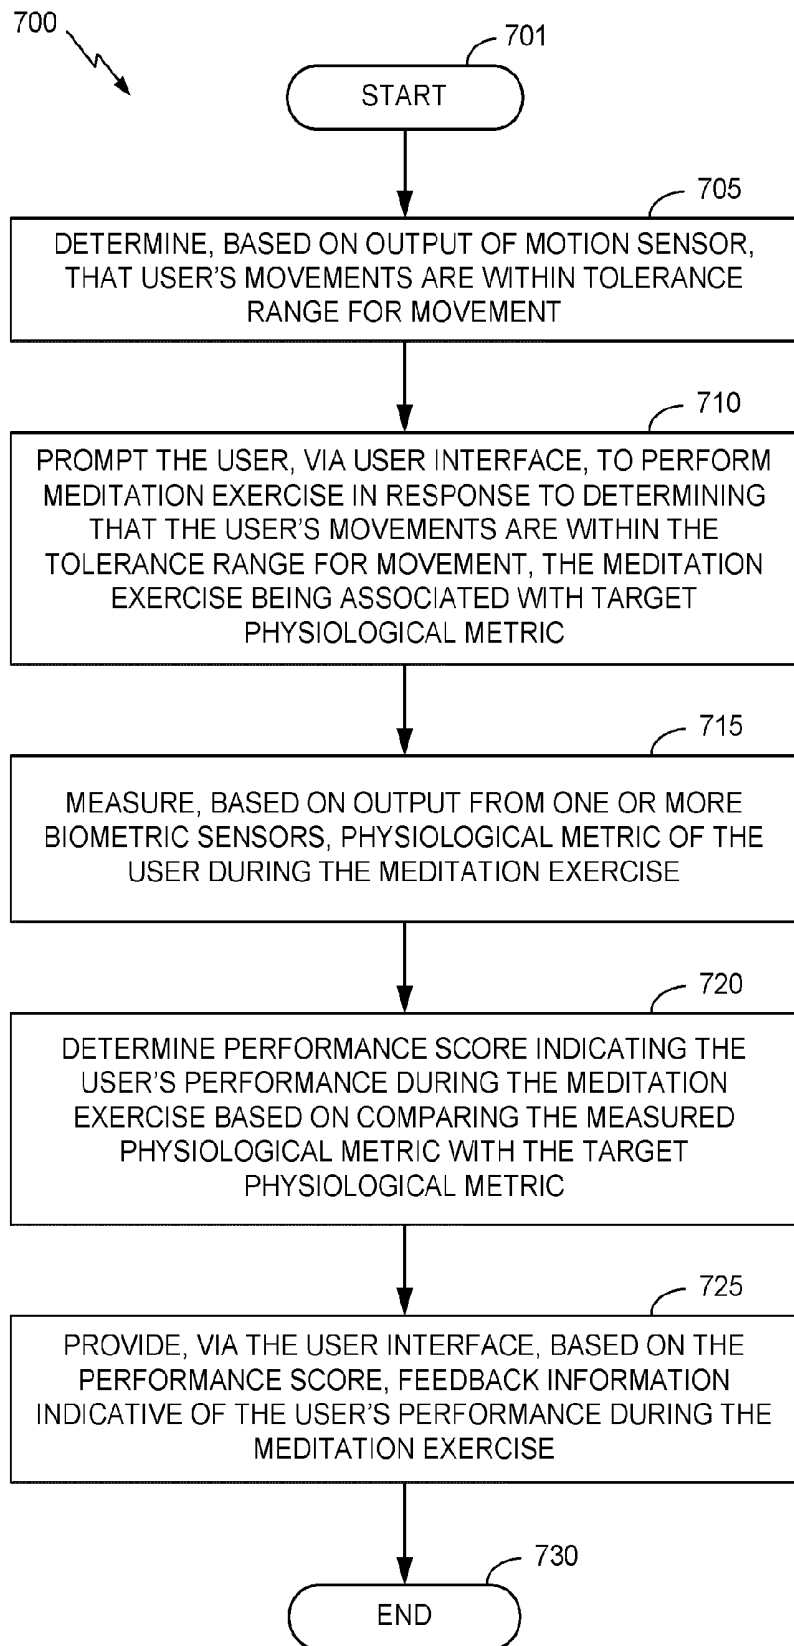 700
701
START
705
DETERMINE, BASED ON OUTPUT OF MOTION SENSOR,
THAT USER'S MOVEMENTS ARE WITHIN TOLERANCE
RANGE FOR MOVEMENT
710
PROMPT THE USER, VIA USER INTERFACE, TO PERFORM
MEDITATION EXERCISE IN RESPONSE TO DETERMINING
THAT THE USER'S MOVEMENTS ARE WITHIN THE
TOLERANCE RANGE FOR MOVEMENT, THE MEDITATION
EXERCISE BEING ASSOCIATED WITH TARGET
PHYSIOLOGICAL METRIC
715
MEASURE, BASED ON OUTPUT FROM ONE OR MORE
BIOMETRIC SENSORS, PHYSIOLOGICAL METRIC OF THE
USER DURING THE MEDITATION EXERCISE
720
DETERMINE PERFORMANCE SCORE INDICATING THE
USER'S PERFORMANCE DURING THE MEDITATION
EXERCISE BASED ON COMPARING THE MEASURED
PHYSIOLOGICAL METRIC WITH THE TARGET
PHYSIOLOGICAL METRIC
725
PROVIDE, VIA THE USER INTERFACE, BASED ON THE
PERFORMANCE SCORE, FEEDBACK INFORMATION
INDICATIVE OF THE USER'S PERFORMANCE DURING THE
MEDITATION EXERCISE
730
END